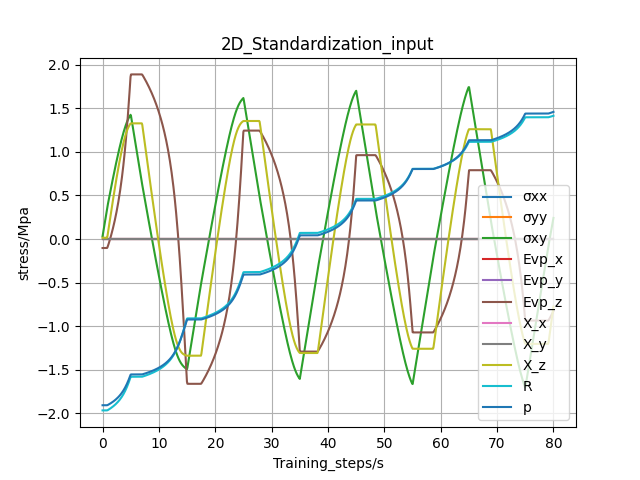 2D_Standardization_input
stress/Mpa
2.0
1.5
1.0
0.5
0.0
−0.5
−1.0
−1.5
−2.0
σxx
σyy
σxy
Evp_x
Evp_y
Evp_z
X_x
X_y
X_z
R
p
0 10 20 30 40 50 60 70 80
Training_steps/s